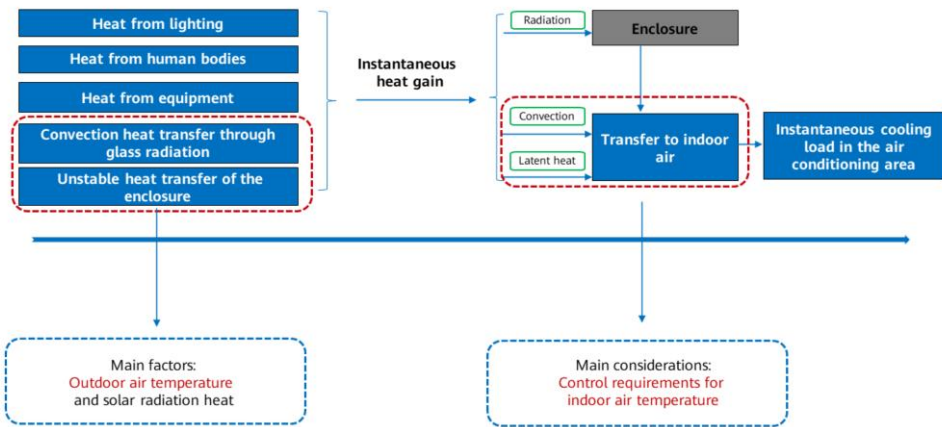 Heat from lighting
Heat from human bodies
Heat from equipment
Convection heat transfer through
glass radiation
Unstable heat transfer of the
enclosure
Instantaneous
heat gain
Radiation
Enclosure
Convection
Latent heat
Transfer to indoor
air
Instantaneous cooling
load in the air
conditioning area
Main factors:
Outdoor air temperature
and solar radiation heat
Main considerations:
Control requirements for
indoor air temperature